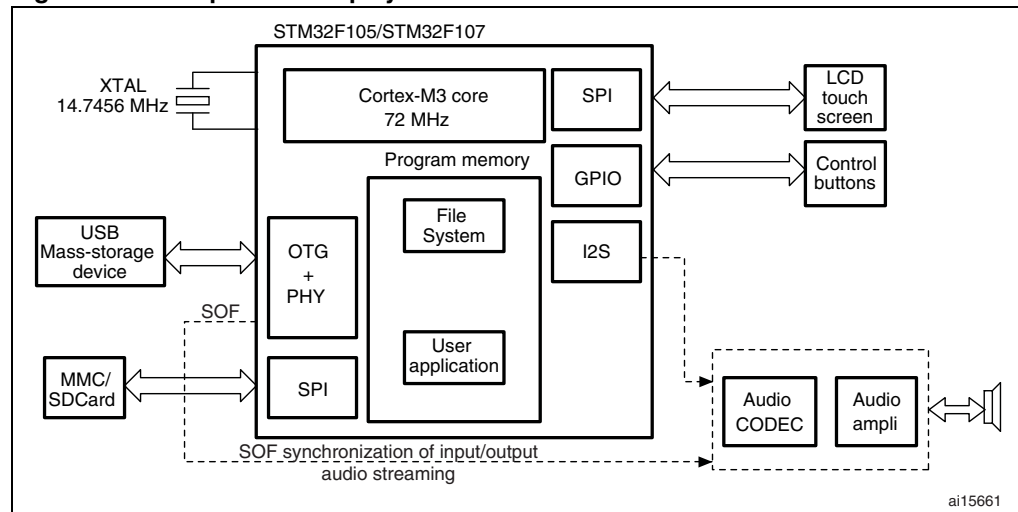 STM32F105/STM32F107
XTAL
14.7456 MHz
Cortex-M3 core
72 MHz
SPI
LCD
touch
screen
Program memory
GPIO
Control
buttons
File
System
USB
Mass-storage
device
OTG
+
PHY
I2S
SOF
User
application
MMC/
SDCard
SPI
Audio
CODEC
Audio
ampli
SOF synchronization of input/output
audio streaming
ai15661